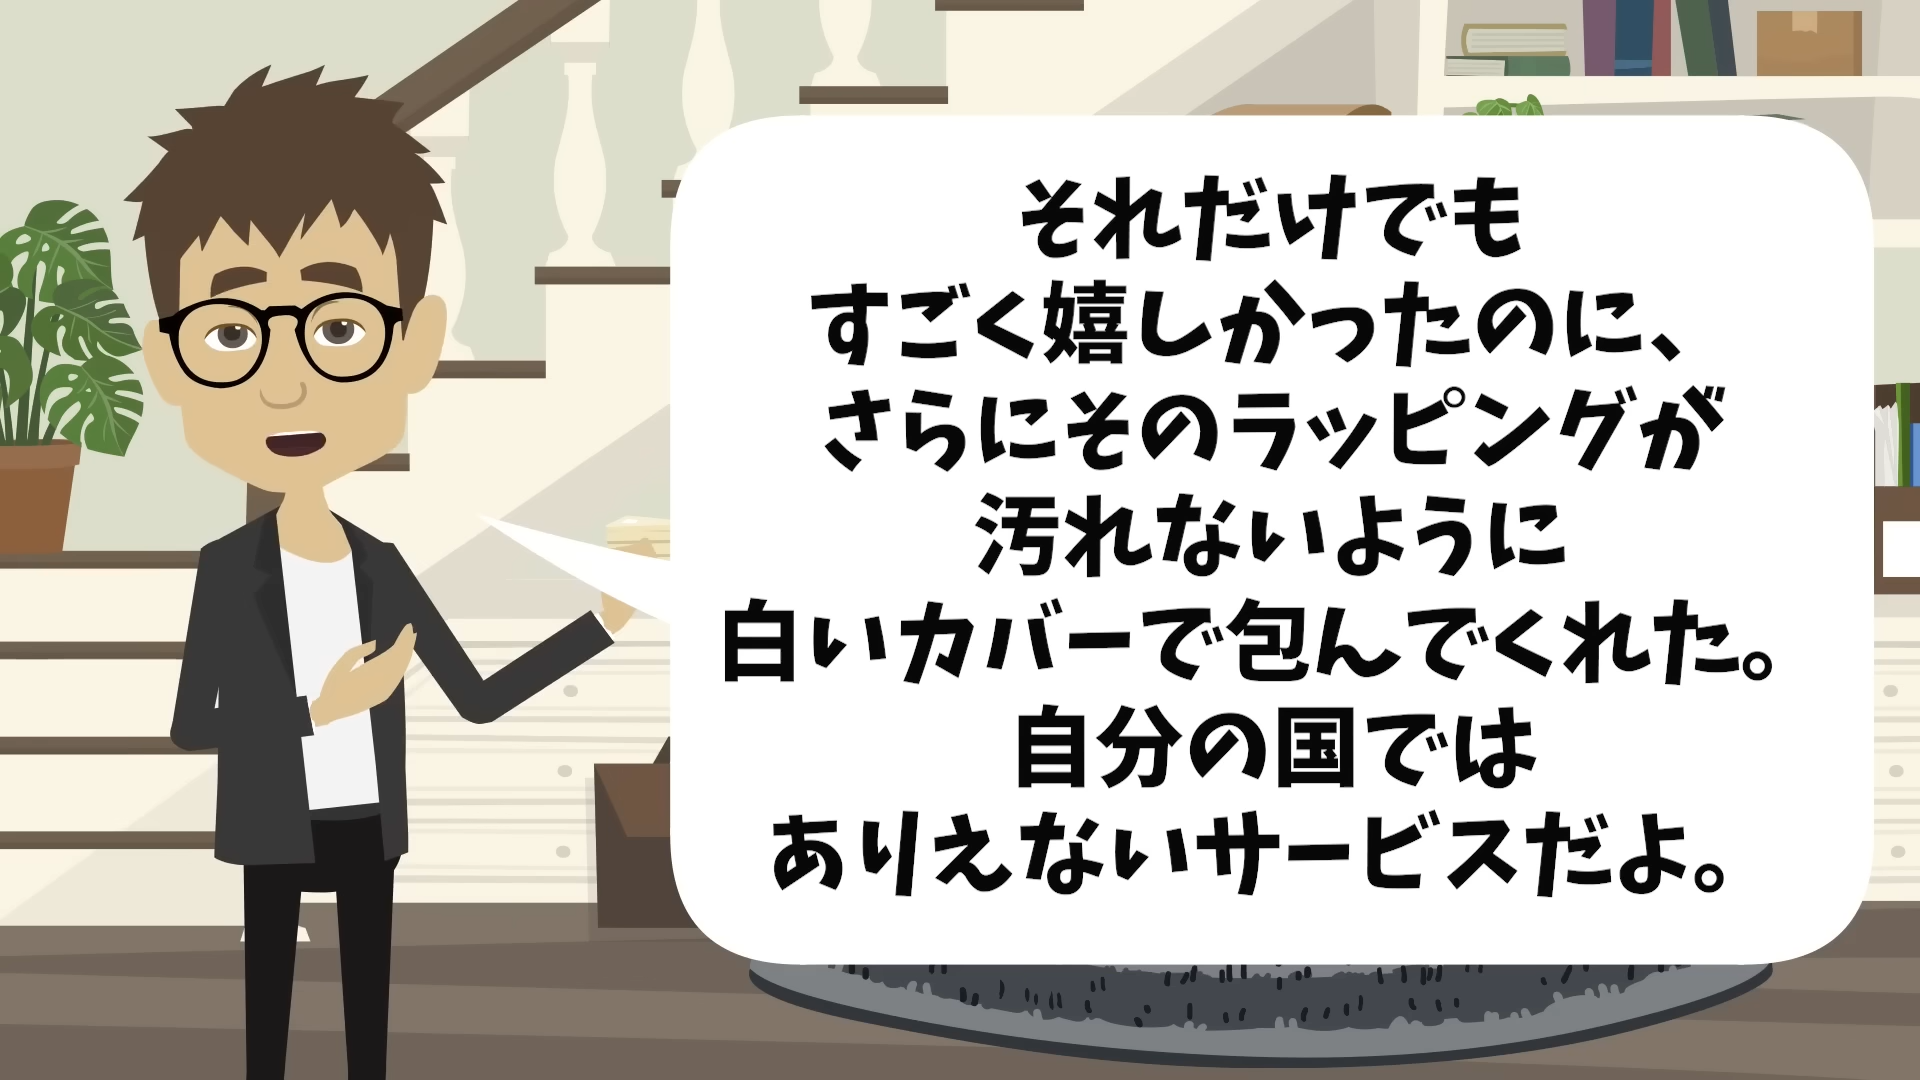 それだけでも
すごく嬉しかったのに、
さらにそのラッピングが
汚れないように
白いカバーで包んでくれた。
自分の国では
ありえないサービスだよ。